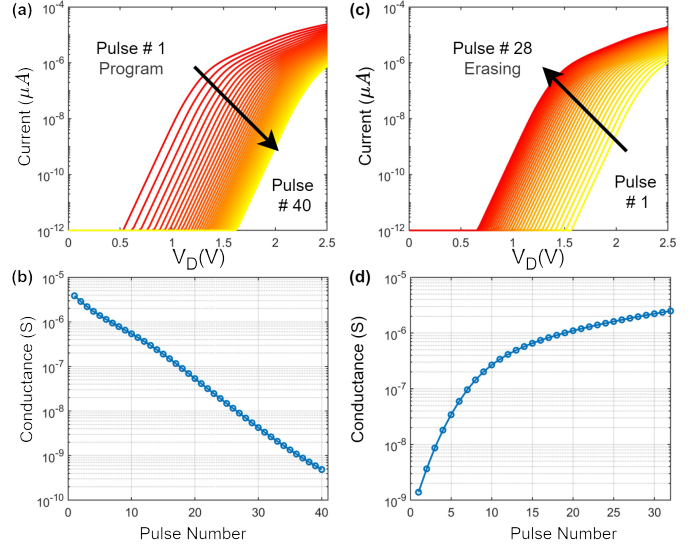 (a)
10^-4
10^-6
10^-8
10^-10
10^-12
Current (μA)
Pulse # 1
Program
Pulse
# 40
0
0.5
1
1.5
2
2.5
V_D(V)
(c)
10^-4
10^-6
10^-8
10^-10
10^-12
Current (μA)
Pulse # 28
Erasing
Pulse
# 1
0
0.5
1
1.5
2
2.5
V_D(V)
(b)
10^-5
10^-6
10^-7
10^-8
10^-9
10^-10
Conductance (S)
0
10
20
30
40
Pulse Number
(d)
10^-5
10^-6
10^-7
10^-8
10^-9
Conductance (S)
0
5
10
15
20
25
30
Pulse Number